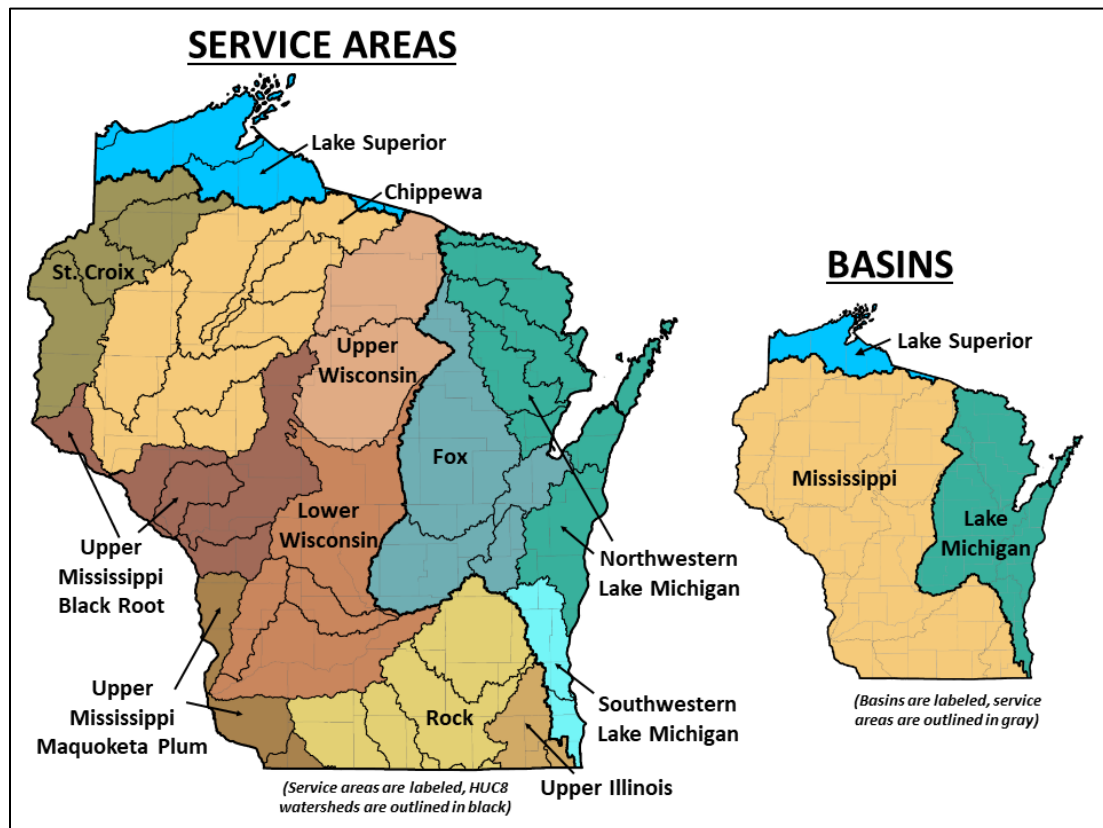 SERVICE AREAS
Lake Superior
Chippewa
St. Croix
Upper
Wisconsin
Fox
Lower
Wisconsin
Upper
Mississippi
Black Root
Northwestern
Lake Michigan
Upper
Mississippi
Maquoketa Plum
Rock
Southwestern
Lake Michigan
Upper Illinois
(Service areas are labeled, HUC8
watersheds are outlined in black)
BASINS
Lake Superior
Mississippi
Lake
Michigan
(Basins are labeled, service
areas are outlined in gray)